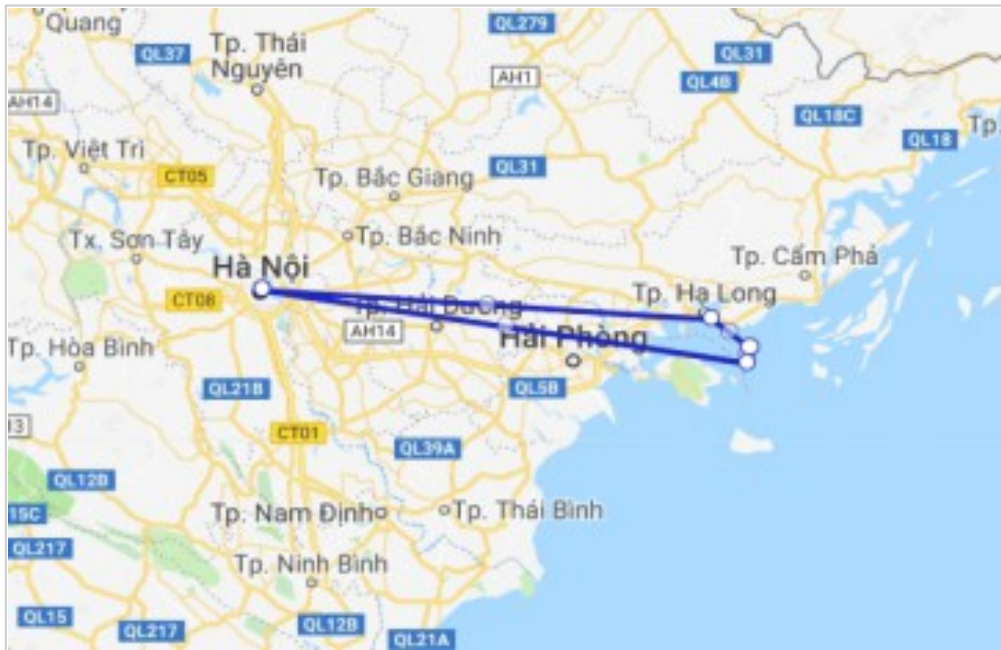 Quang
QL279
QL37
Tp. Thái
Nguyên
QL31
AH1
QL4B
AH14
QL18C
QL18
Tp.
Tp. Việt Trì
CT05
QL31
Tp. Bắc Giang
Tx. Sơn Tây
Tp. Bắc Ninh
Tp. Cẩm Phả
Hà Nội
CT08
Tp. Hạ Long
Tp. Hải Dương
AH14
Hải Phòng
Tp. Hòa Bình
QL21B
QL5B
13
CT01
QL39A
QL12B
15C
Tp. Nam Định
Tp. Thái Bình
QL217
Tp. Ninh Bình
QL15
QL217
QL12B
QL21A